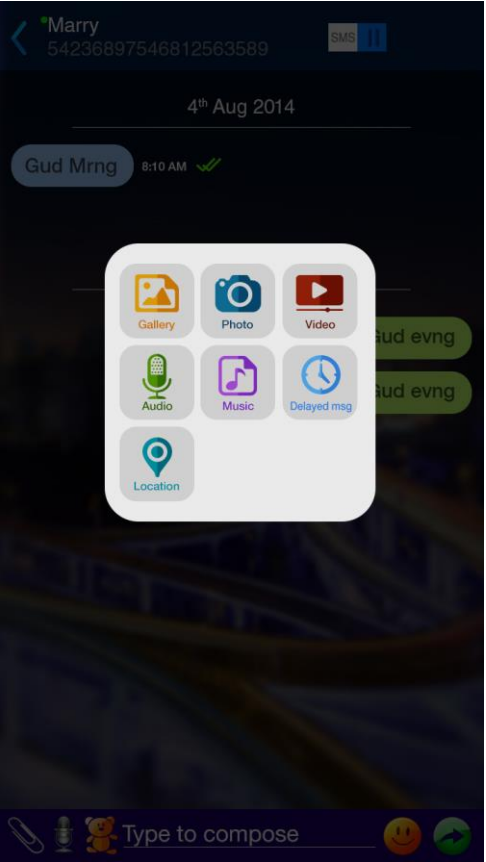 Marry
54236897546812563589
SMS
4th Aug 2014
Gud Mrng
8:10 AM
Gallery
Photo
Video
Gud evng
Audio
Music
Delayed msg
Gud evng
Location
Type to compose